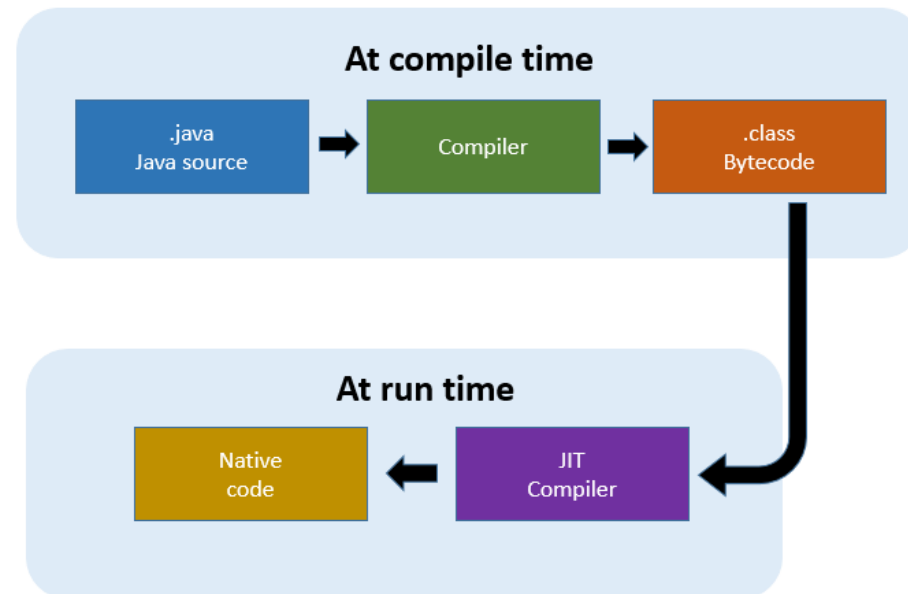 At compile time
.java
Java source
Compiler
.class
Bytecode
At run time
Native
code
JIT
Compiler